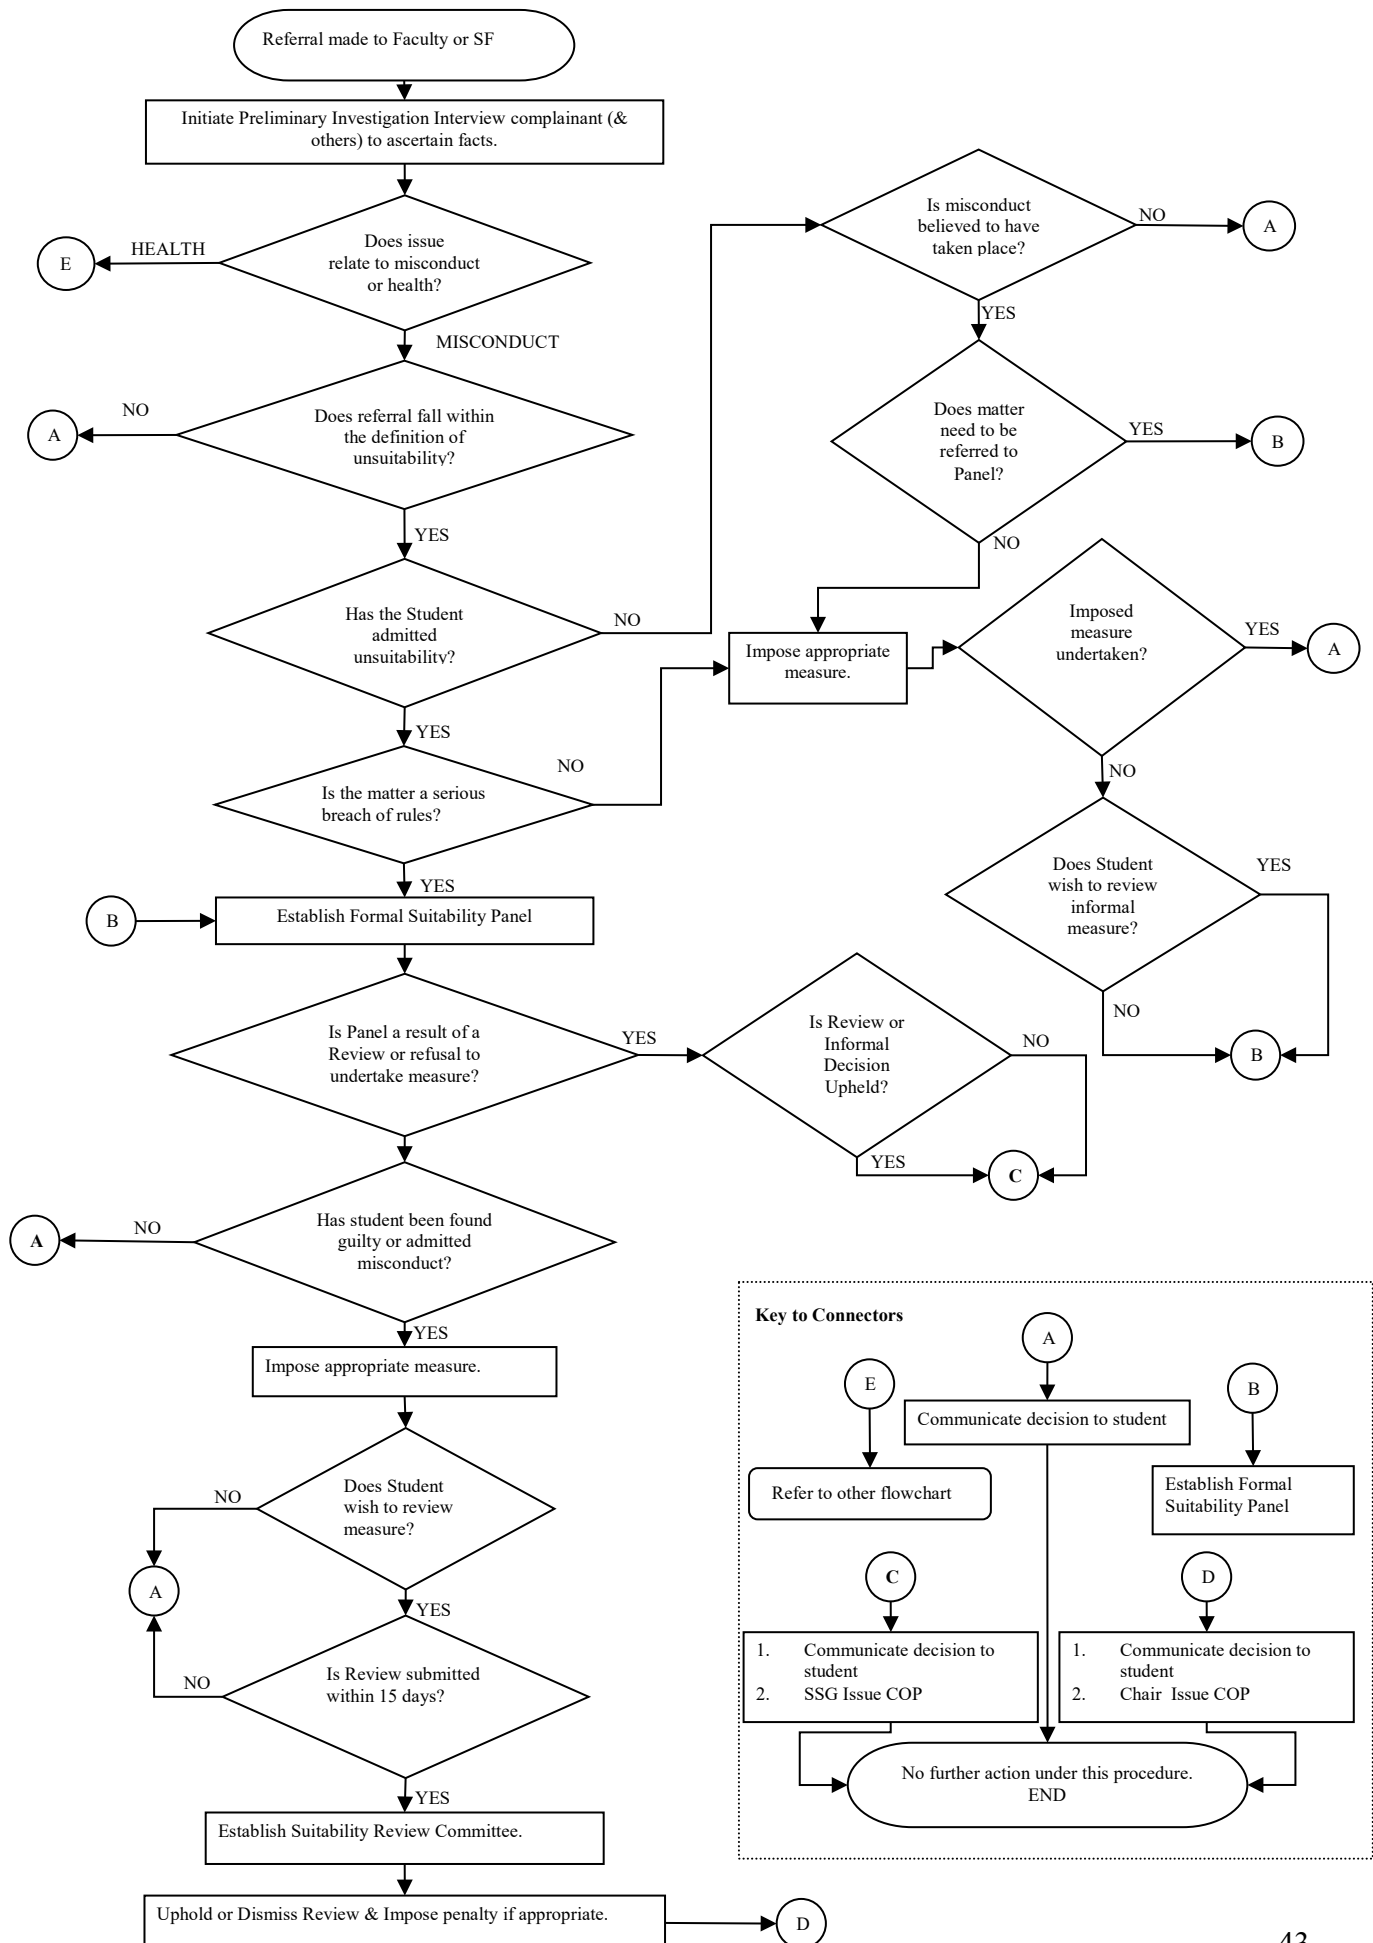 Referral made to Faculty or SF
Initiate Preliminary Investigation Interview complainant (&
others) to ascertain facts.
Does issue
relate to misconduct
or health?
HEALTH
E
MISCONDUCT
Does referral fall within
the definition of
unsuitability?
NO
A
YES
Has the Student
admitted
unsuitability?
NO
YES
Is the matter a serious
breach of rules?
NO
YES
B
Establish Formal Suitability Panel
Is Panel a result of a
Review or refusal to
undertake measure?
YES
Has student been found
guilty or admitted
misconduct?
NO
A
YES
Impose appropriate measure.
Does Student
wish to review
measure?
NO
A
YES
Is Review submitted
within 15 days?
NO
YES
Establish Suitability Review Committee.
Uphold or Dismiss Review & Impose penalty if appropriate.
D
Is misconduct
believed to have
taken place?
NO
A
YES
Does matter
need to be
referred to
Panel?
YES
B
NO
Impose appropriate
measure.
Imposed
measure
undertaken?
YES
A
NO
Does Student
wish to review
informal
measure?
YES
NO
B
Is Review or
Informal
Decision
Upheld?
NO
YES
C
Key to Connectors
A
Communicate decision to student
E
Refer to other flowchart
B
Establish Formal
Suitability Panel
C
1. Communicate decision to
student
2. SSG Issue COP
D
1. Communicate decision to
student
2. Chair Issue COP
No further action under this procedure.
END
43